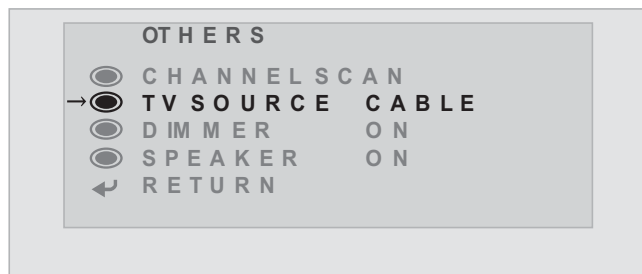 OTHERS
CHANNEL SCAN
→ TV SOURCE CABLE
DIMMER ON
SPEAKER ON
RETURN